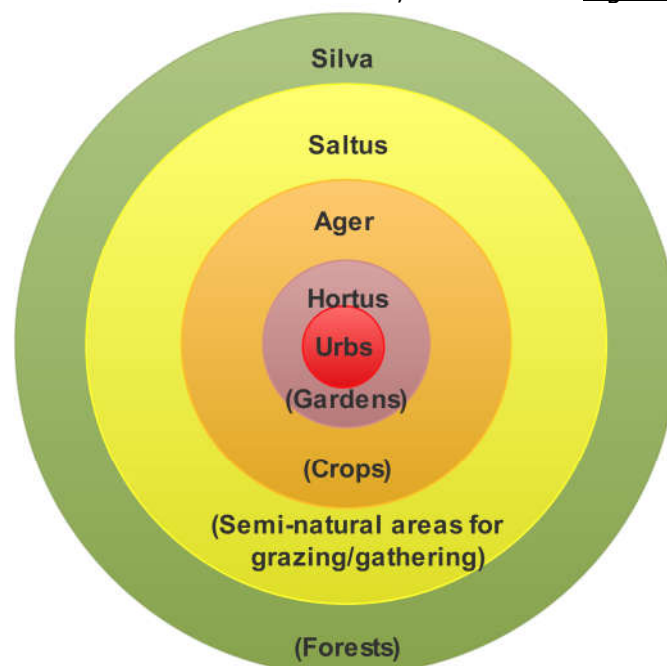 Silva
Saltus
Ager
Hortus
Urbs
(Gardens)
(Crops)
(Semi-natural areas for
grazing/gathering)
(Forests)